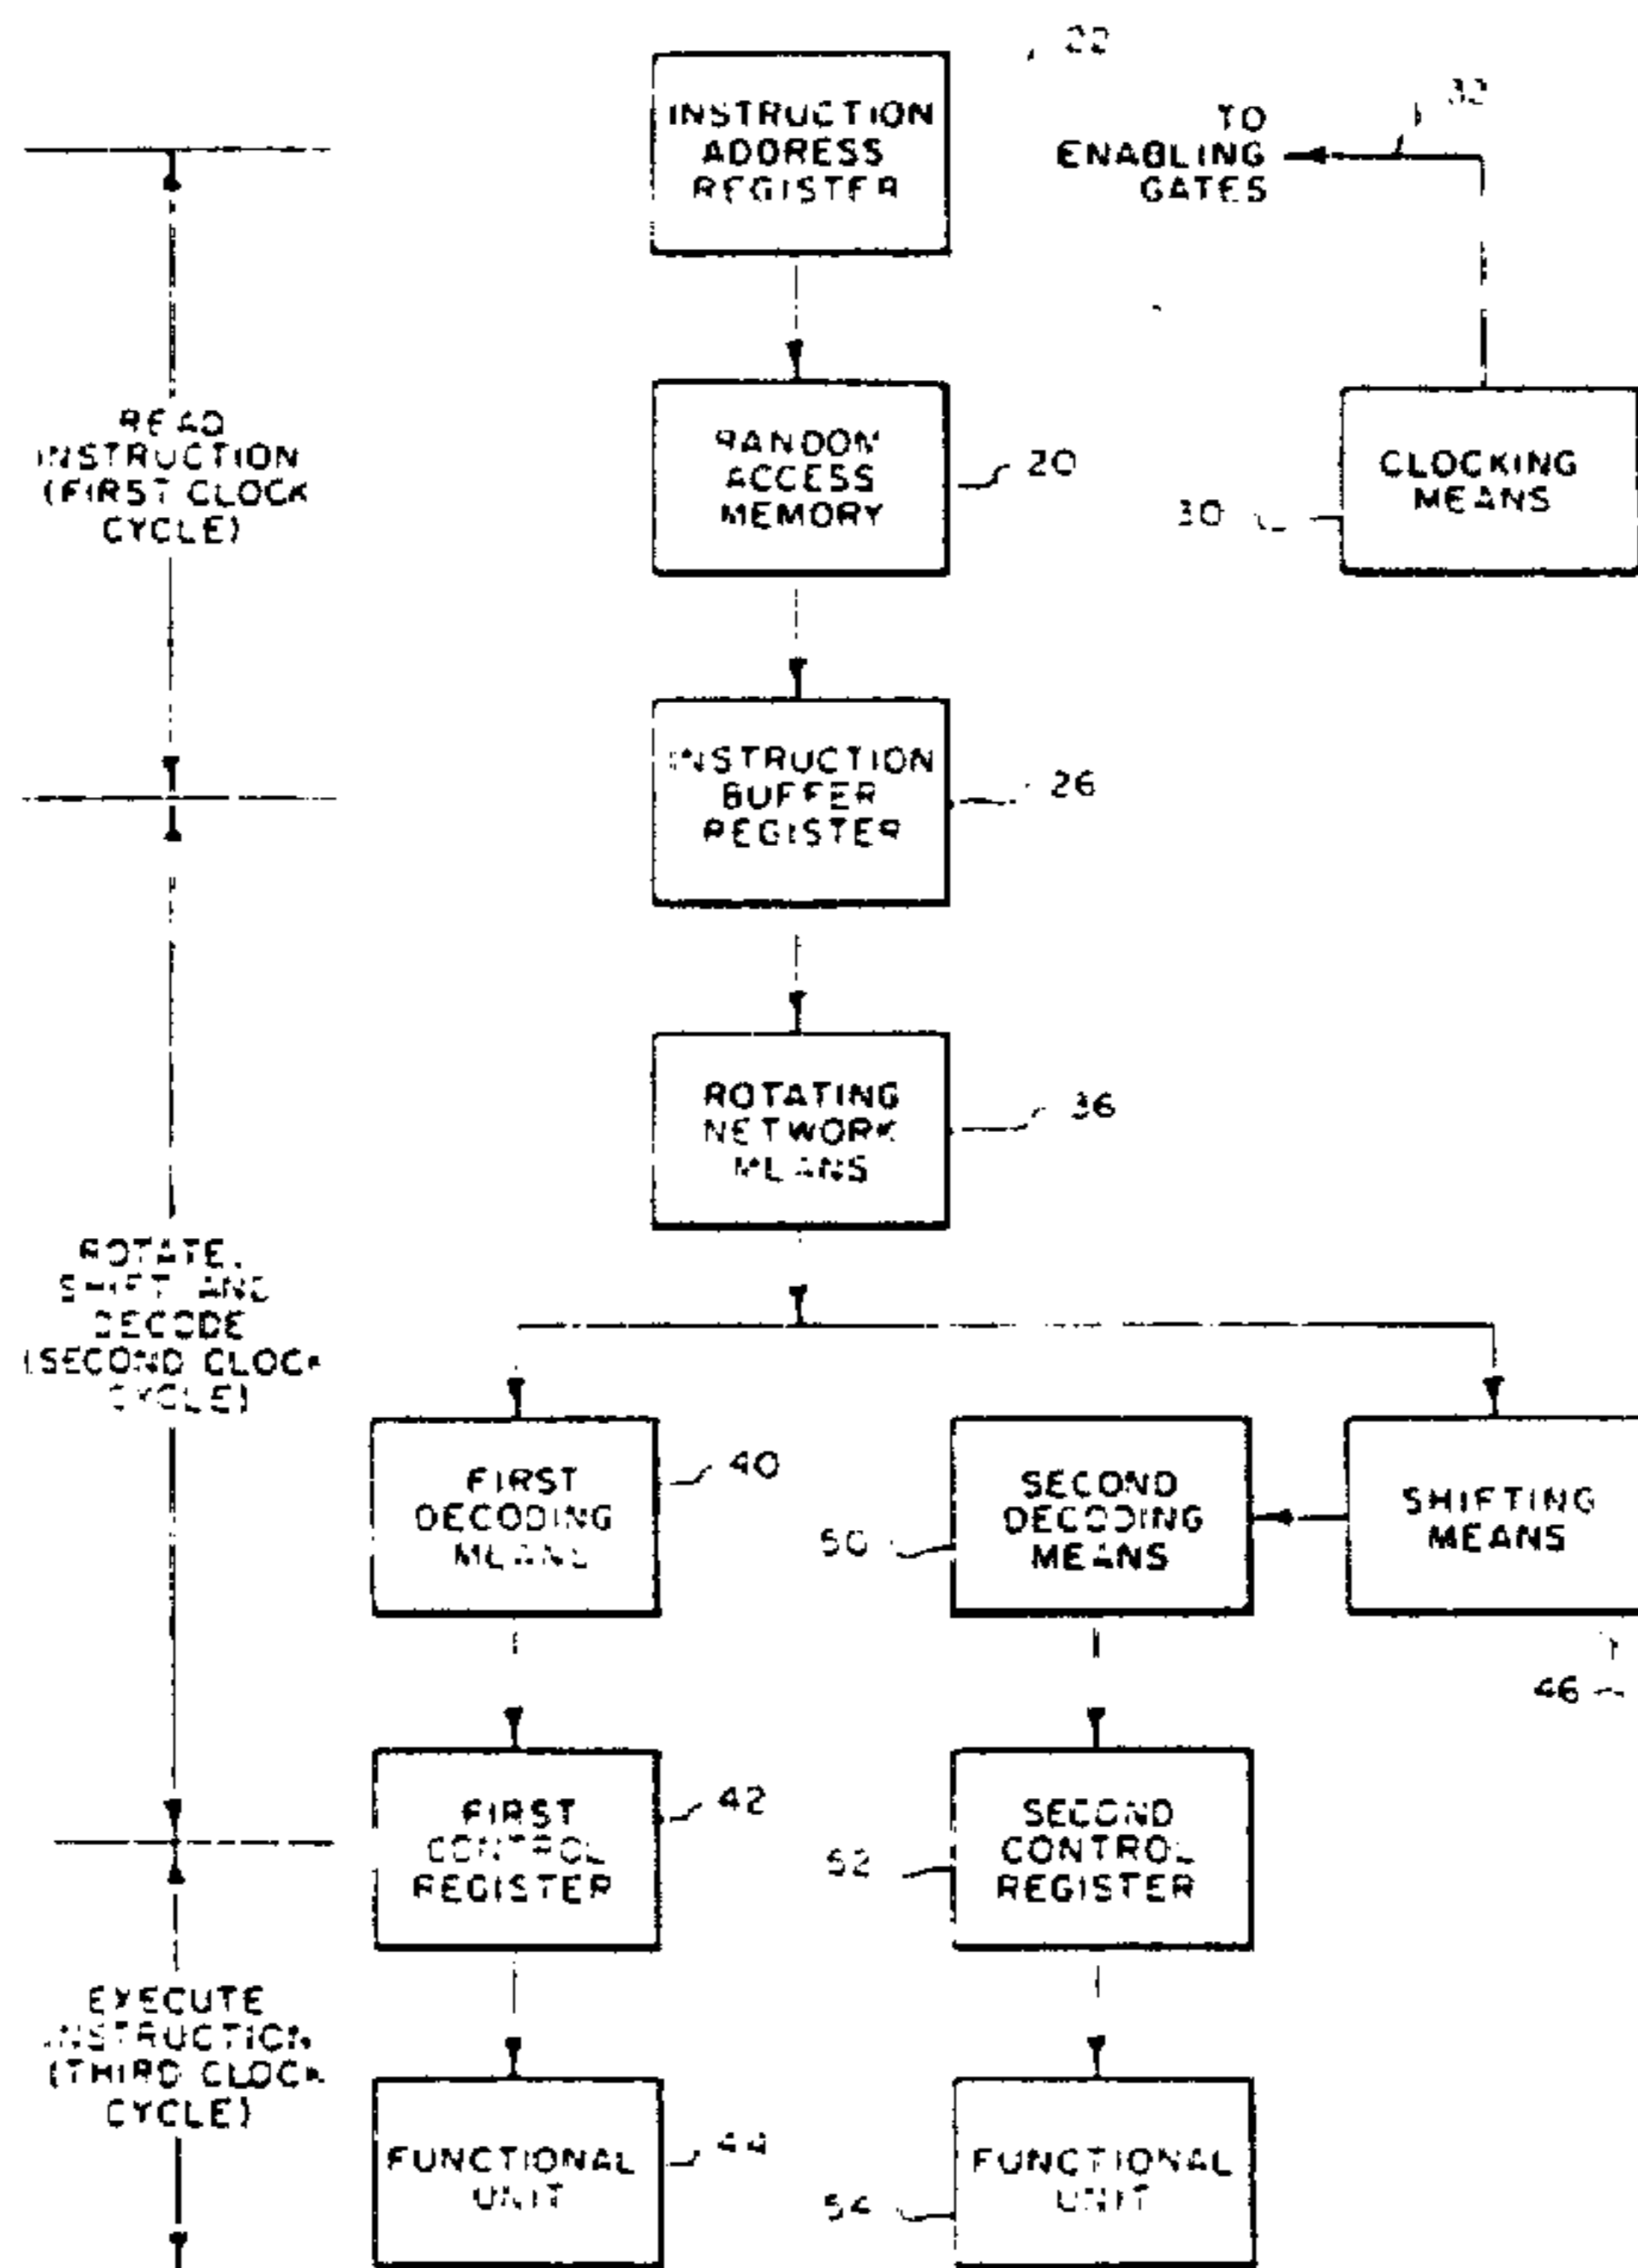 22
INSTRUCTION
ADDRESS
REGISTER
TO
ENABLING
GATES
32
READ
INSTRUCTION
(FIRST CLOCK
CYCLE)
RANDOM
ACCESS
MEMORY
20
CLOCKING
MEANS
30
INSTRUCTION
BUFFER
REGISTER
26
ROTATING
NETWORK
MEANS
36
ROTATE,
SHIFT AND
DECODE
(SECOND CLOCK
CYCLE)
FIRST
DECODING
MEANS
40
SECOND
DECODING
MEANS
50
SHIFTING
MEANS
46
FIRST
CONTROL
REGISTER
42
SECOND
CONTROL
REGISTER
52
EXECUTE
INSTRUCTION
(THIRD CLOCK
CYCLE)
FUNCTIONAL
UNIT
44
FUNCTIONAL
UNIT
54